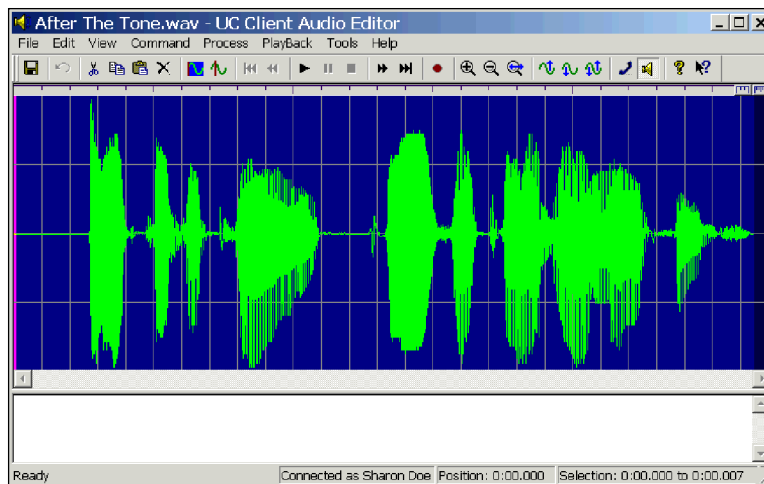 After The Tone.wav - UC Client Audio Editor
File Edit View Command Process PlayBack Tools Help
Ready Connected as Sharon Doe Position: 0:00.000 Selection: 0:00.000 to 0:00.007